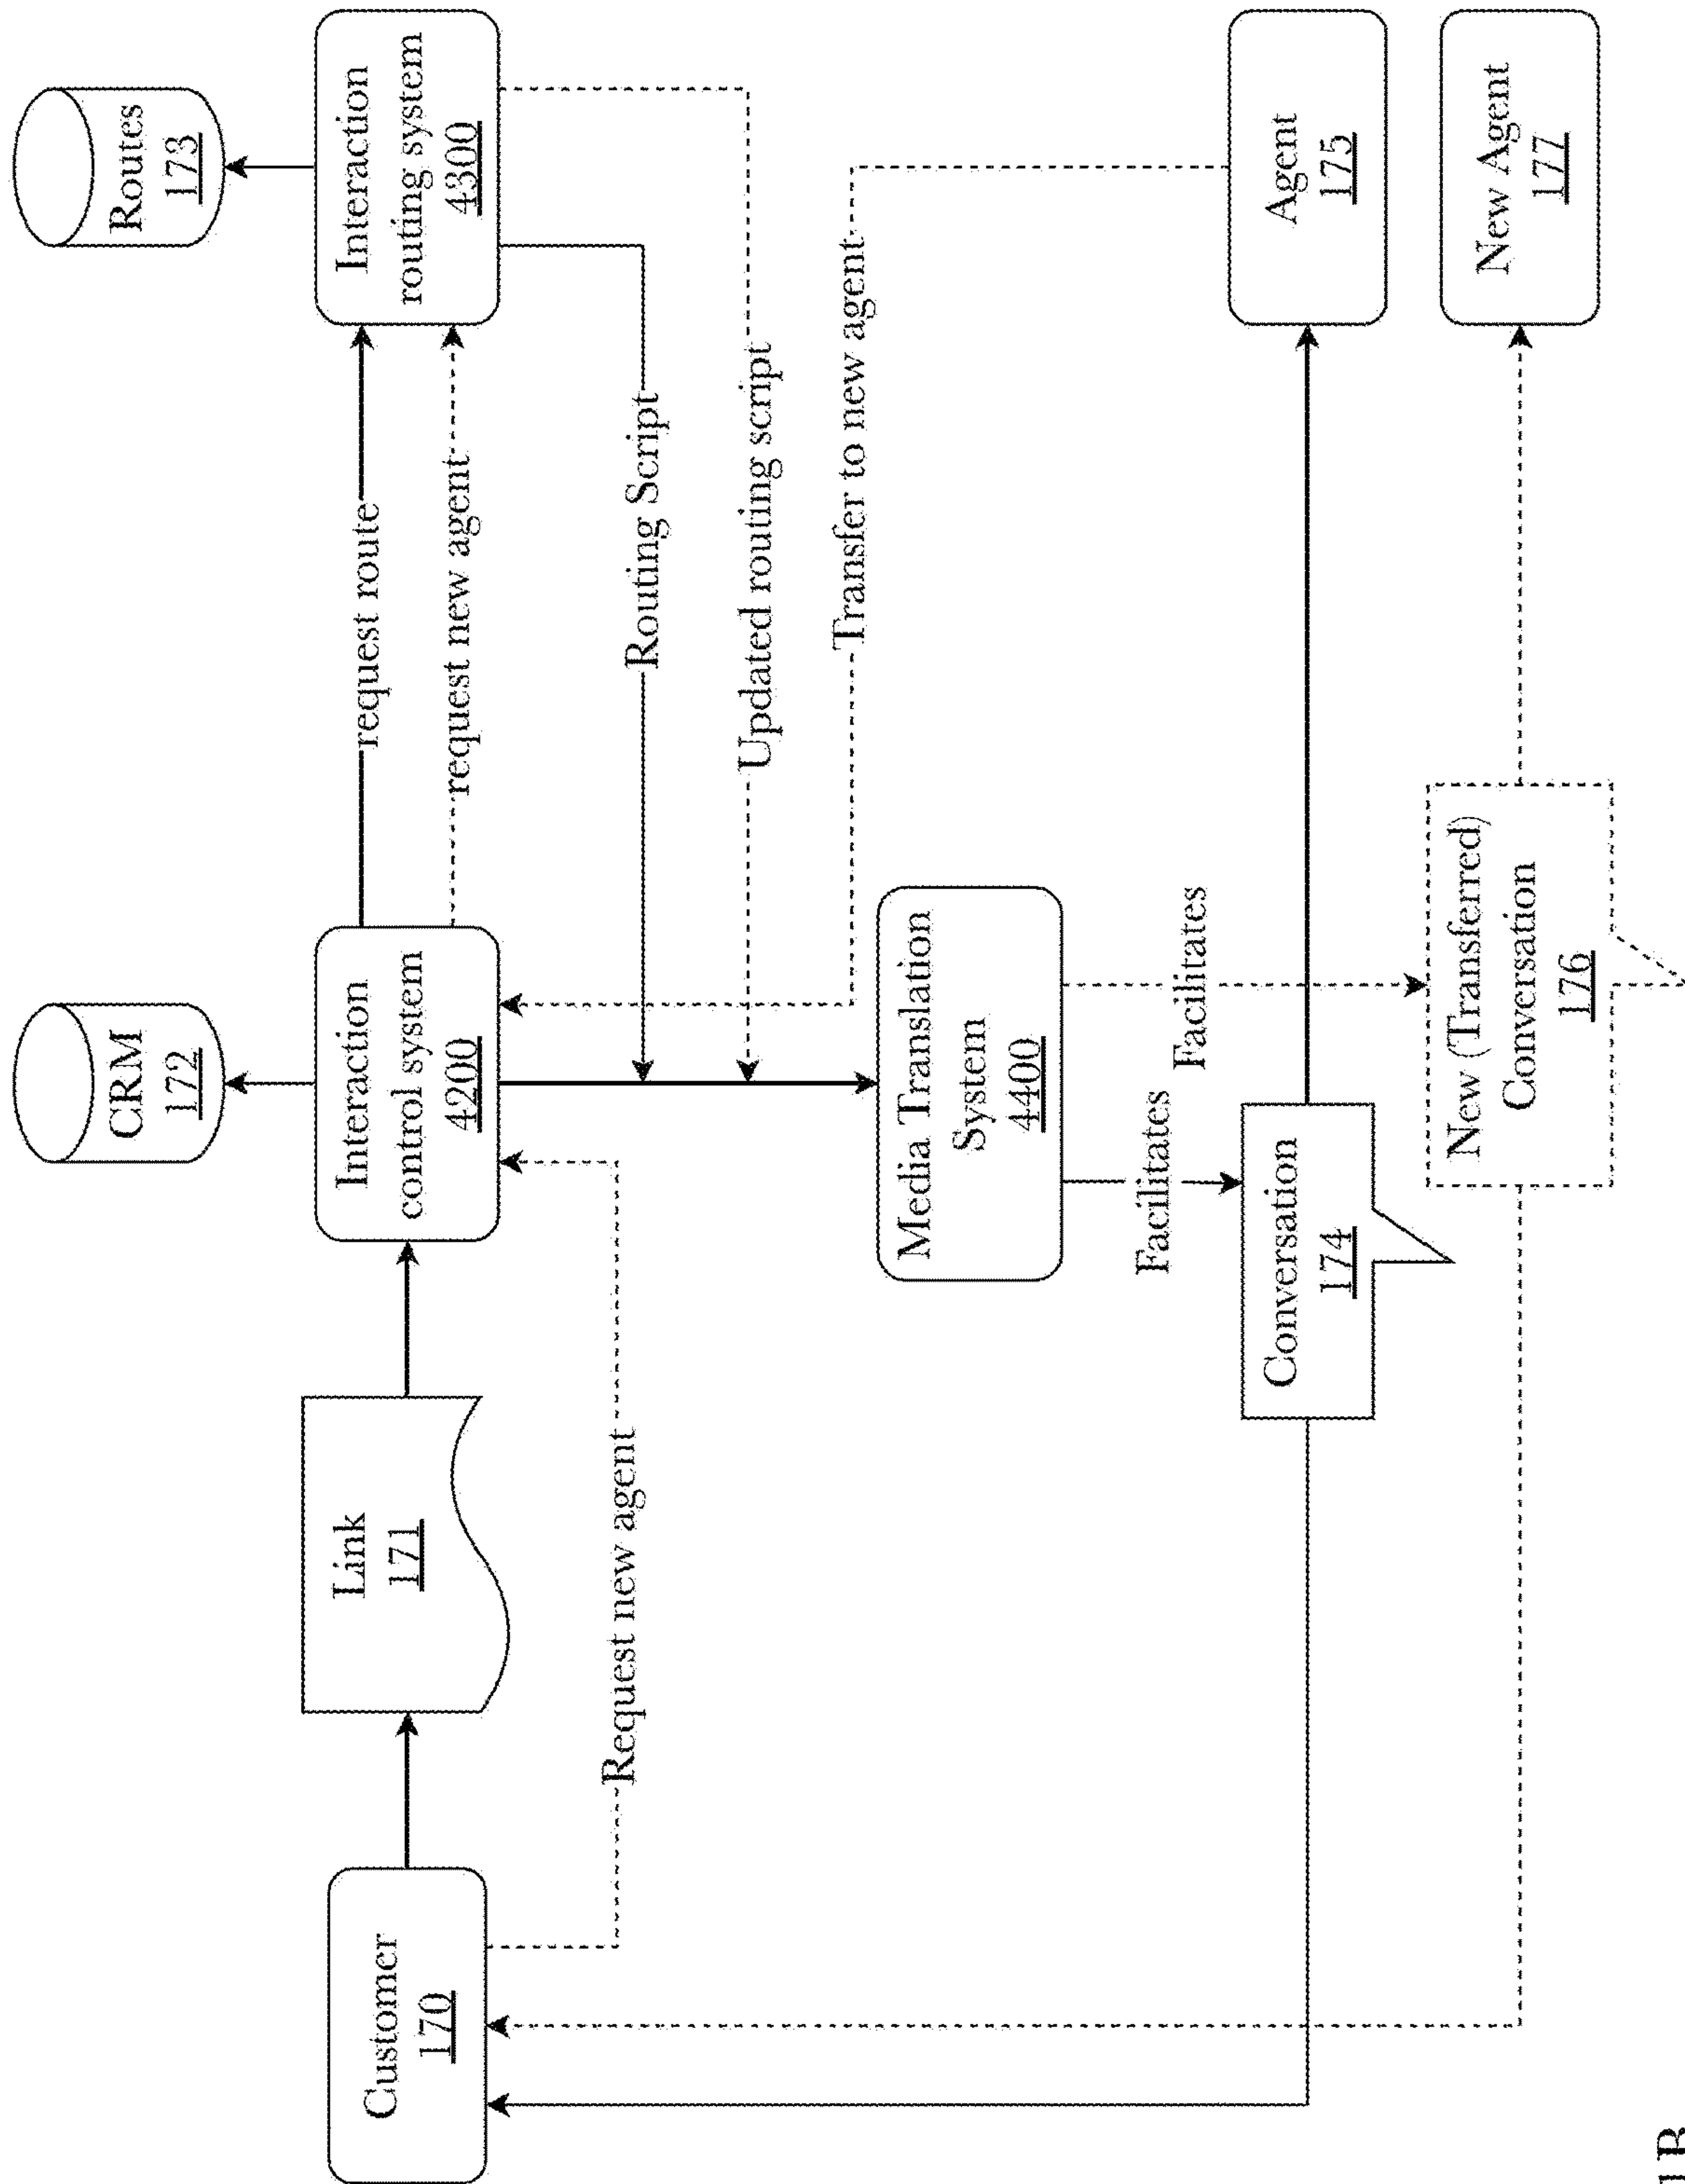 CRM
172
Routes
173
Customer
170
Link
171
Interaction
control system
4200
request route
request new agent
Interaction
routing system
4300
Request new agent
Routing Script
Updated routing script
Transfer to new agent
Media Translation
System
4400
Facilitates
Facilitates
Conversation
174
Agent
175
New (Transferred)
Conversation
176
New Agent
177